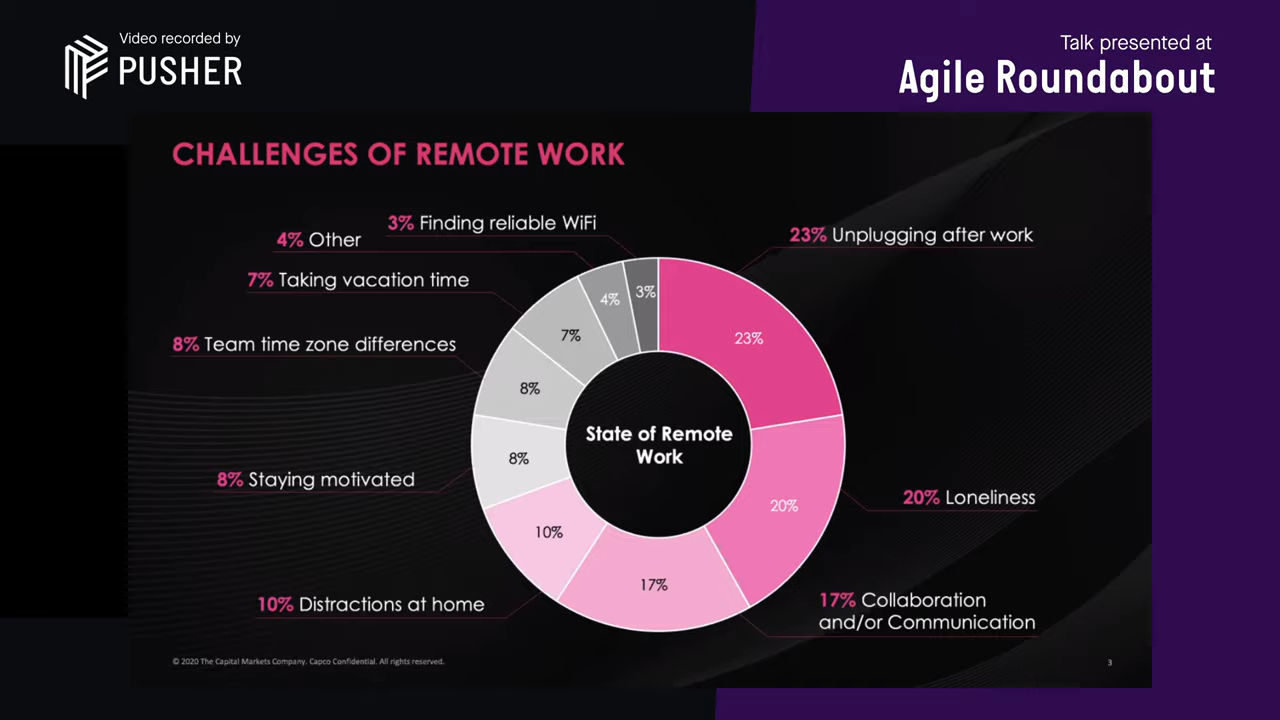 Video recorded by
PUSHER
Talk presented at
Agile Roundabout
CHALLENGES OF REMOTE WORK
3% Finding reliable WiFi
4% Other
23% Unplugging after work
7% Taking vacation time
8% Team time zone differences
8% Staying motivated
20% Loneliness
10% Distractions at home
17% Collaboration
and/or Communication
4%
3%
7%
23%
8%
State of Remote
Work
8%
20%
10%
17%
© 2020 The Capital Markets Company. Capco Confidential. All rights reserved.
3